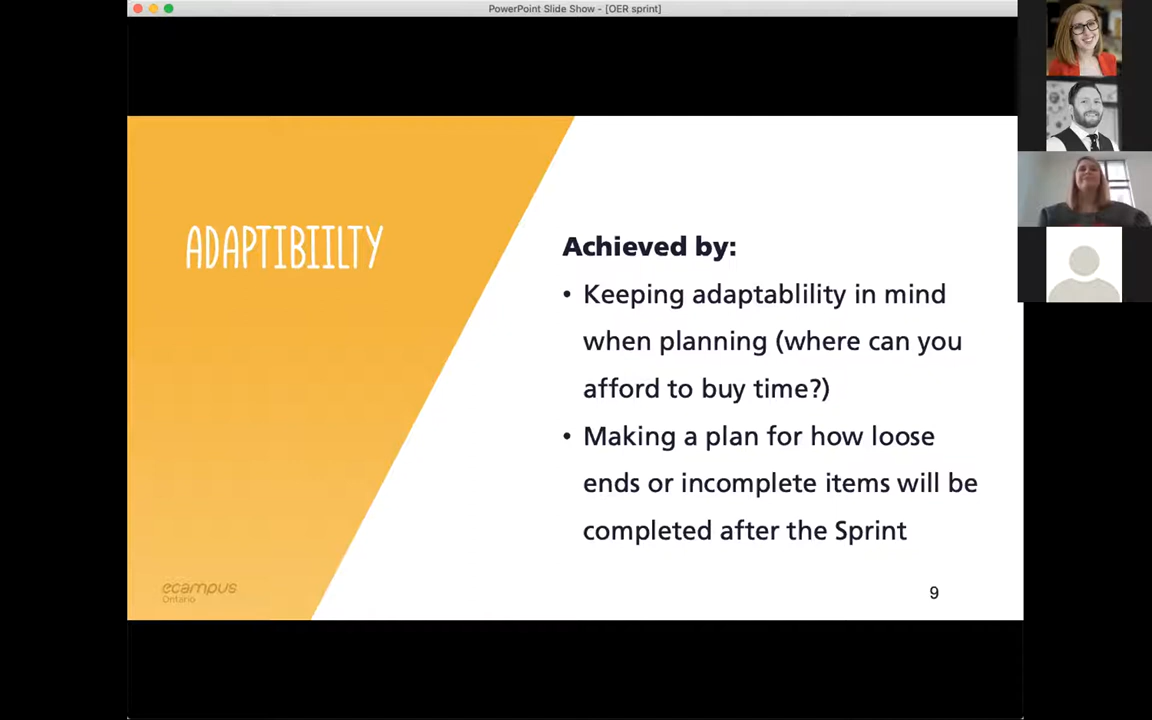 PowerPoint Slide Show - [OER sprint]
ADAPTIBIILTY
Achieved by:
• Keeping adaptablility in mind
when planning (where can you
afford to buy time?)
• Making a plan for how loose
ends or incomplete items will be
completed after the Sprint
ecampus
Ontario
9